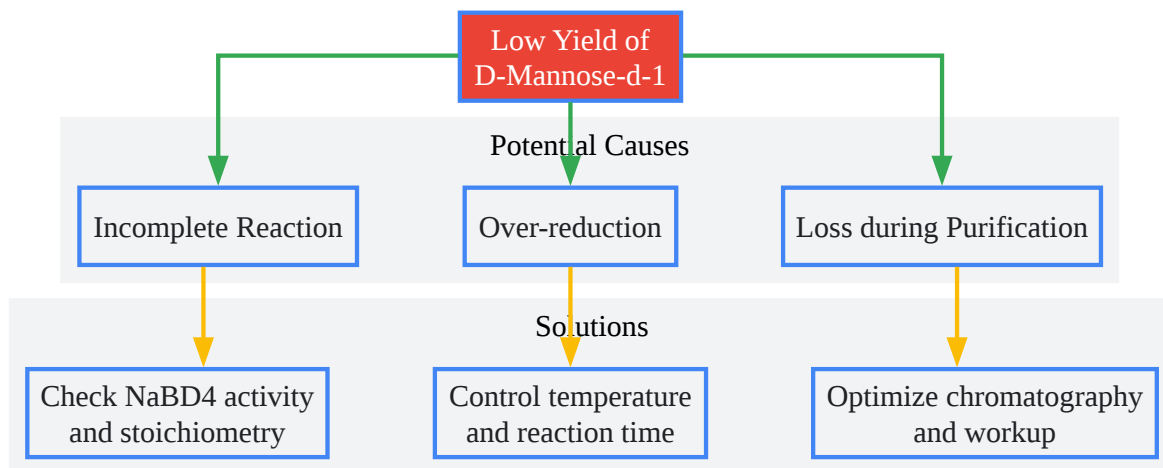 Low Yield of
D-Mannose-d-1
Potential Causes
Incomplete Reaction
Over-reduction
Loss during Purification
Solutions
Check NaBD4 activity
and stoichiometry
Control temperature
and reaction time
Optimize chromatography
and workup